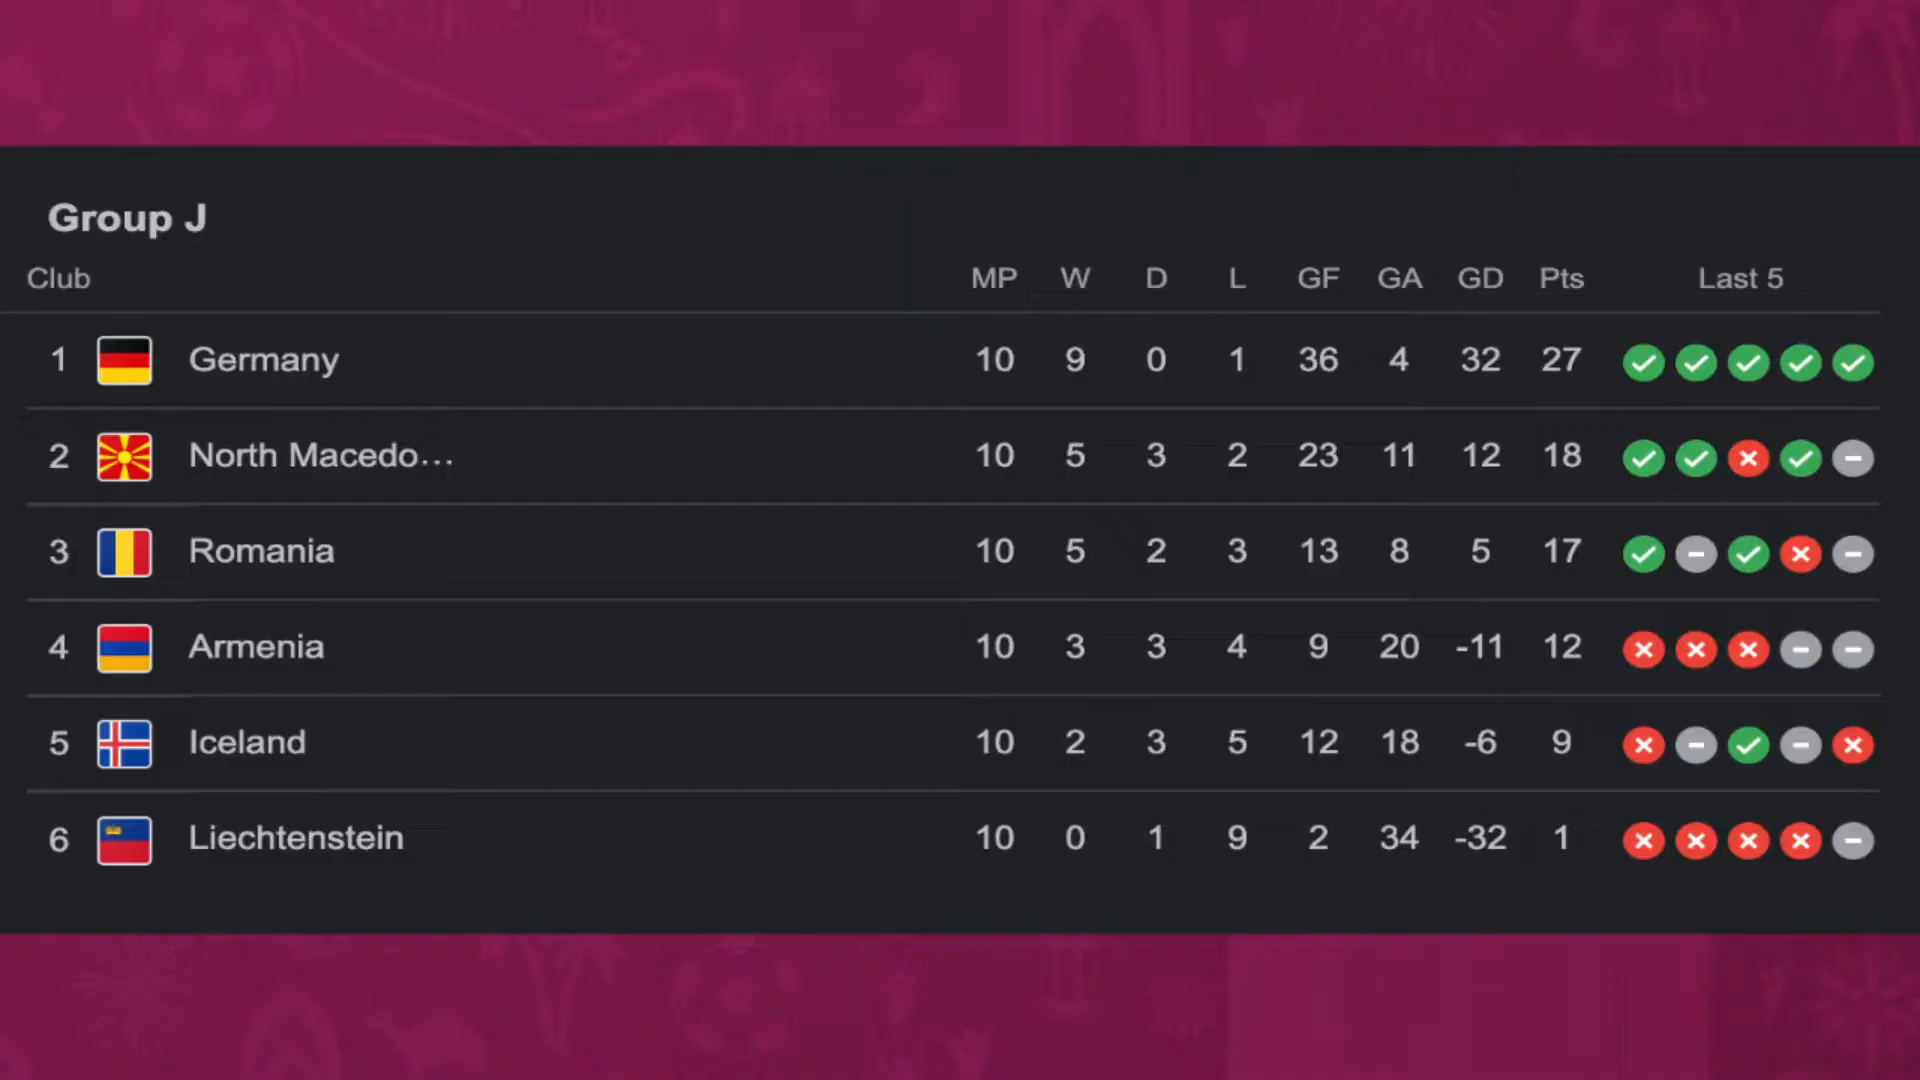 Group J
Club MP W D L GF GA GD Pts Last 5
1 Germany 10 9 0 1 36 4 32 27
2 North Macedo... 10 5 3 2 23 11 12 18
3 Romania 10 5 2 3 13 8 5 17
4 Armenia 10 3 3 4 9 20 -11 12
5 Iceland 10 2 3 5 12 18 -6 9
6 Liechtenstein 10 0 1 9 2 34 -32 1